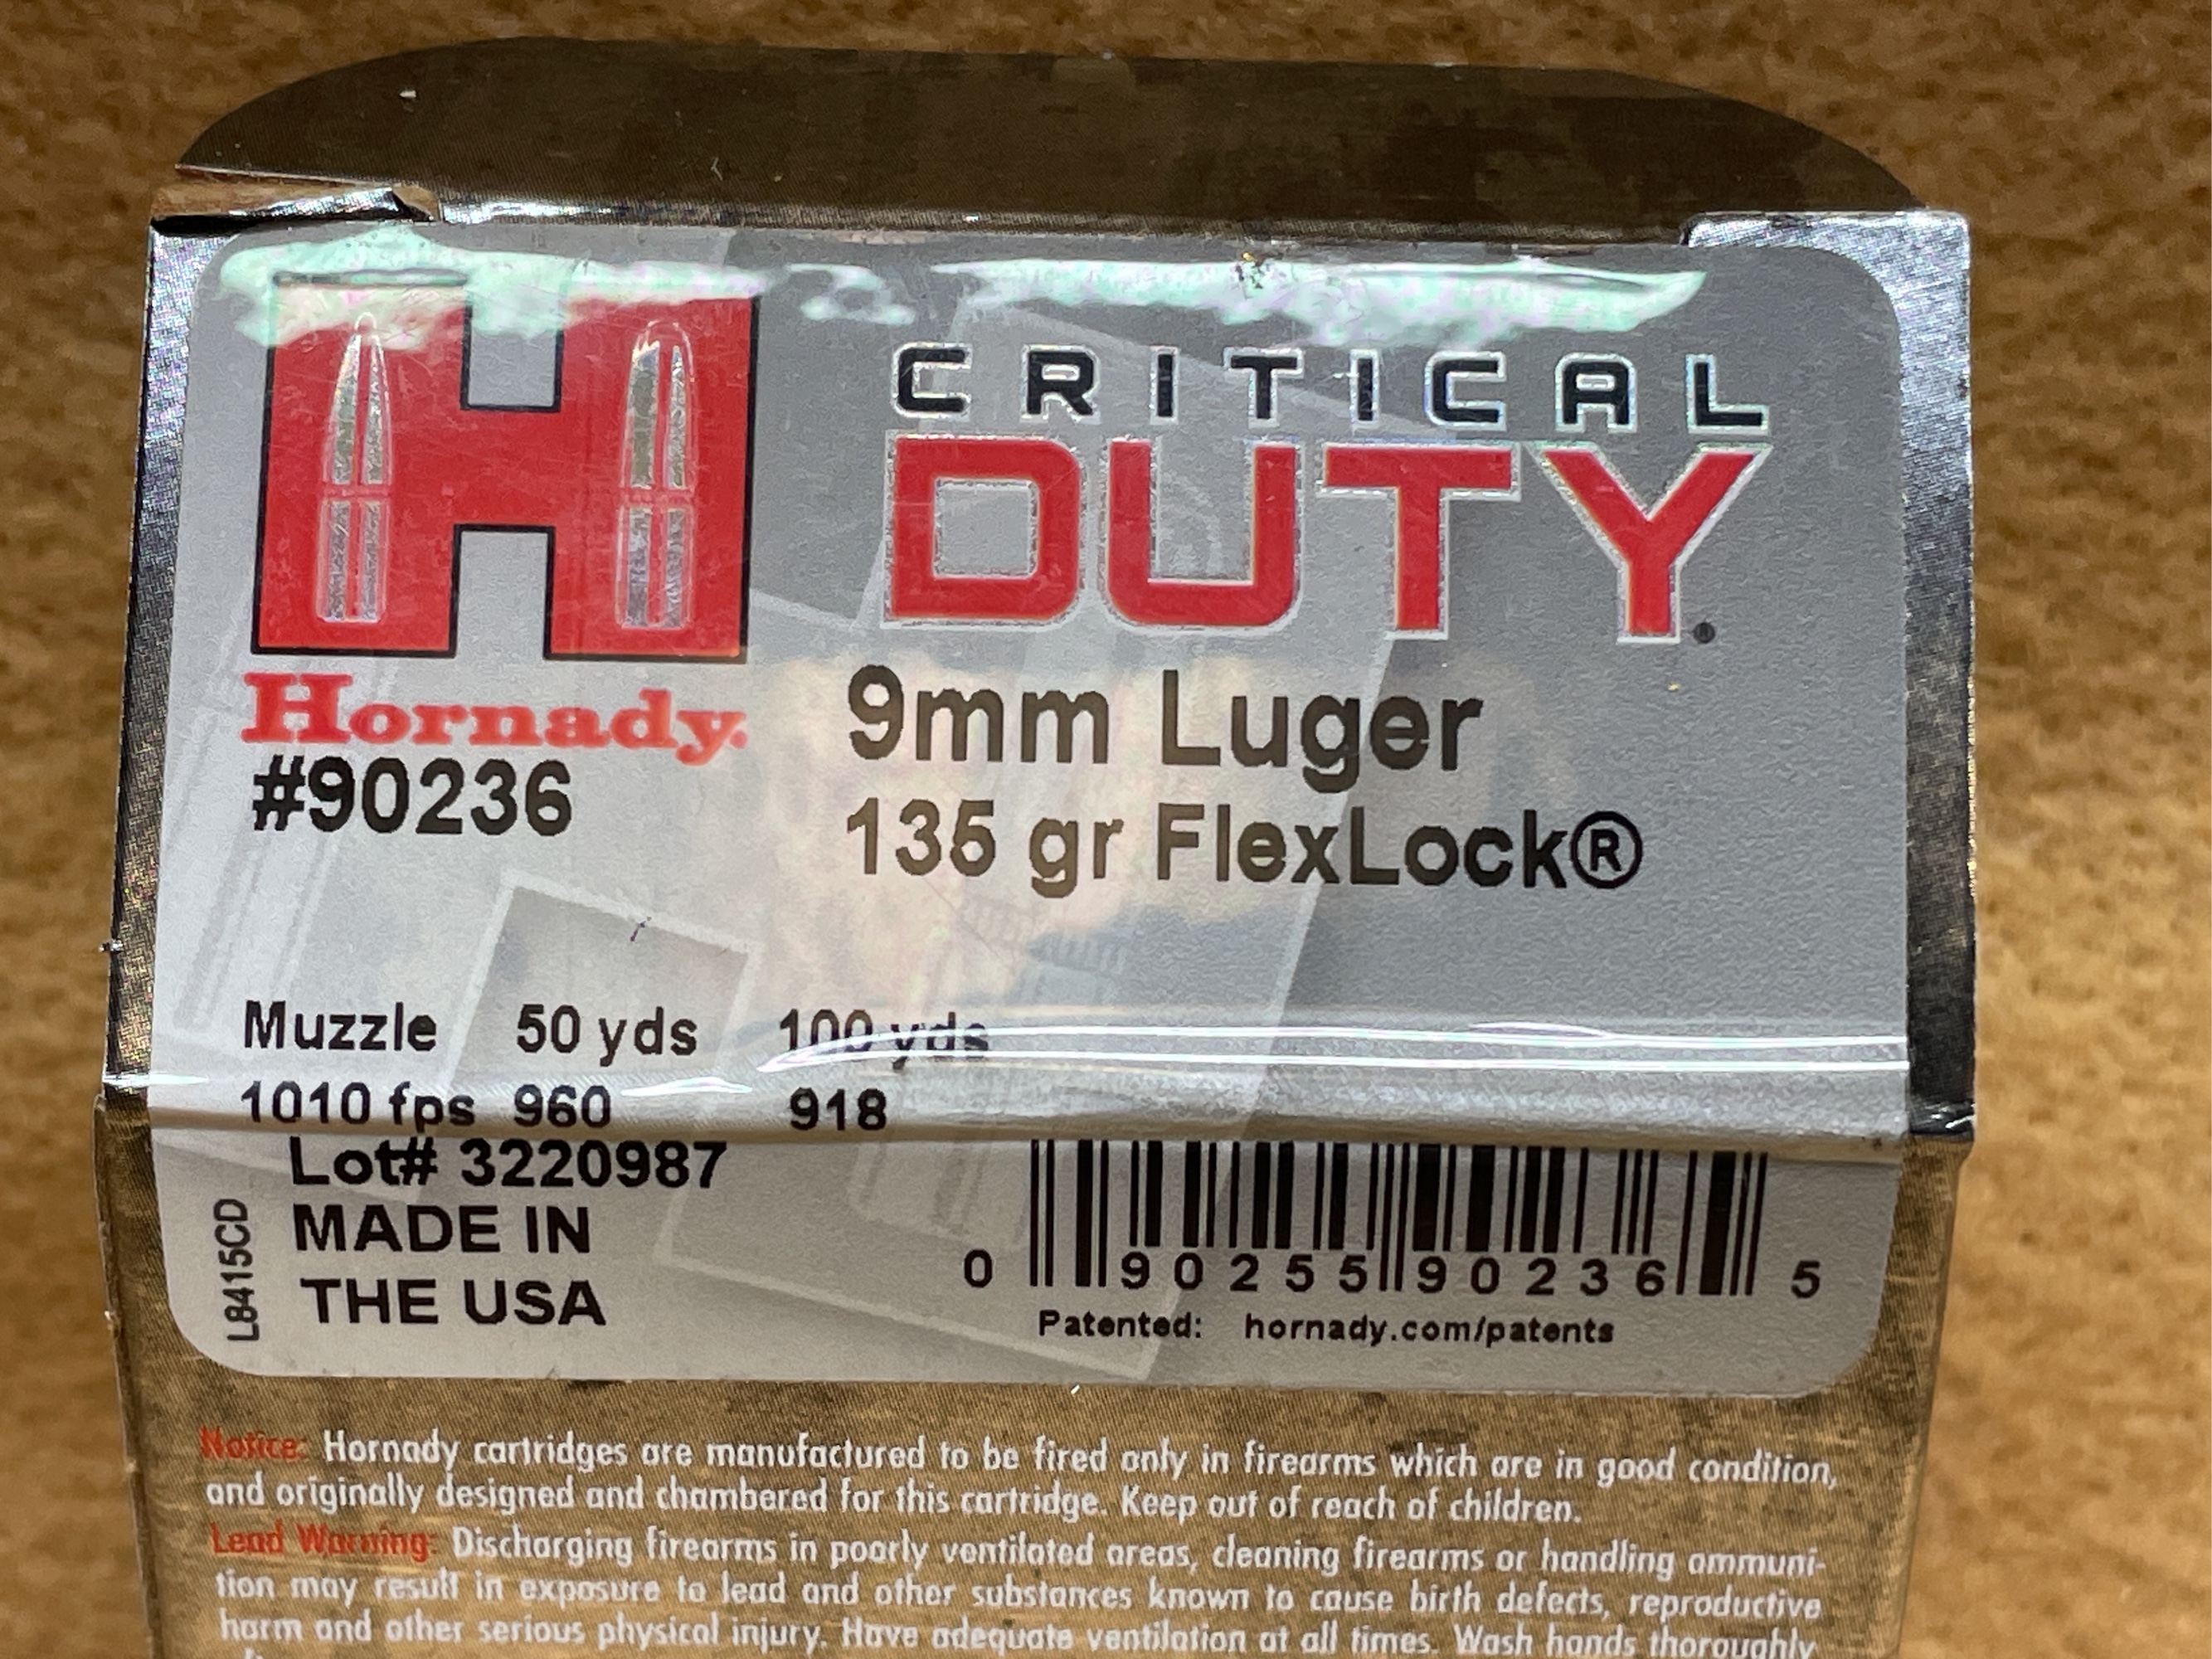 CRITICAL
DUTY®
Hornady.
#90236
9mm Luger
135 gr FlexLock®
Muzzle 50 yds 100 yds
1010 fps 960 918
Lot# 3220987
MADE IN
THE USA
L8415CD
0 90255 90236 5
Patented: hornady.com/patents
Notice: Hornady cartridges are manufactured to be fired only in firearms which are in good condition,
and originally designed and chambered for this cartridge. Keep out of reach of children.
Lead Warning: Discharging firearms in poorly ventilated areas, cleaning firearms or handling ammuni-
tion may result in exposure to lead and other substances known to cause birth defects, reproductive
harm and other serious physical injury. Have adequate ventilation at all times. Wash hands thoroughly